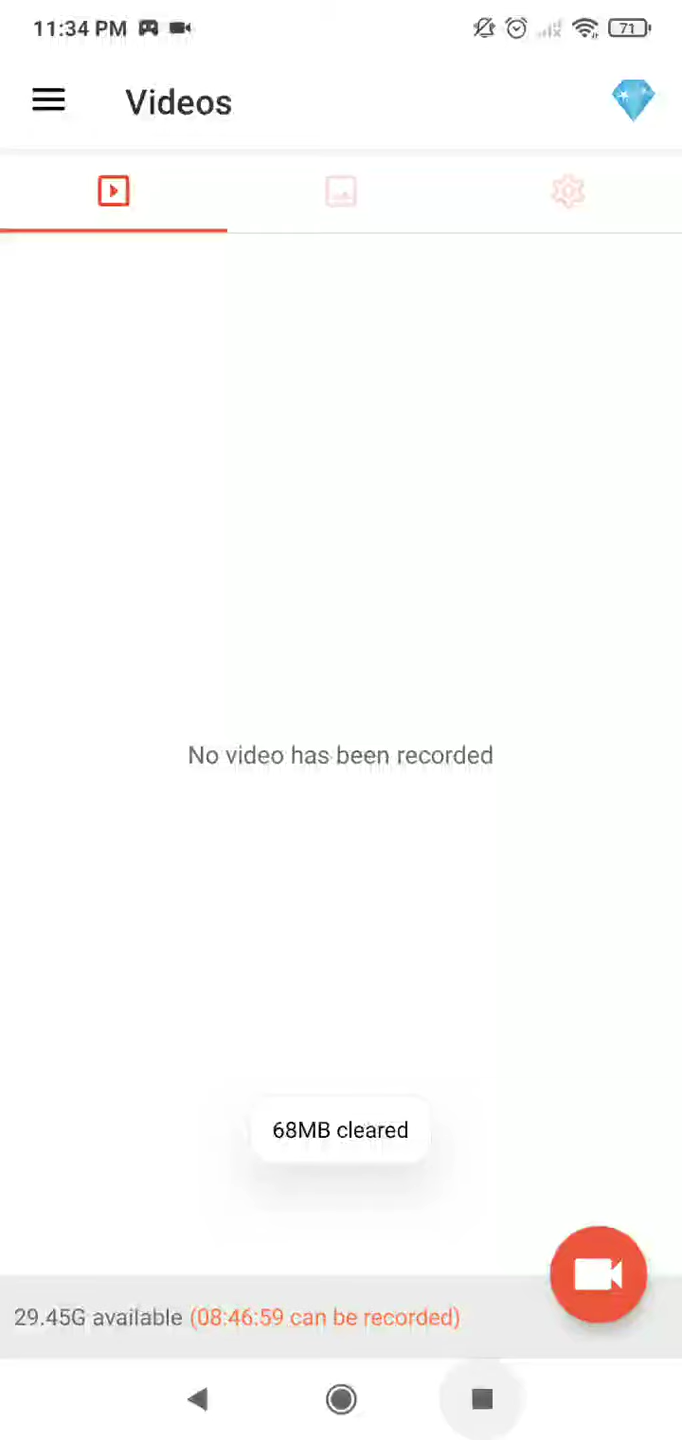 11:34 PM
71
Videos
No video has been recorded
68MB cleared
29.45G available (08:46:59 can be recorded)